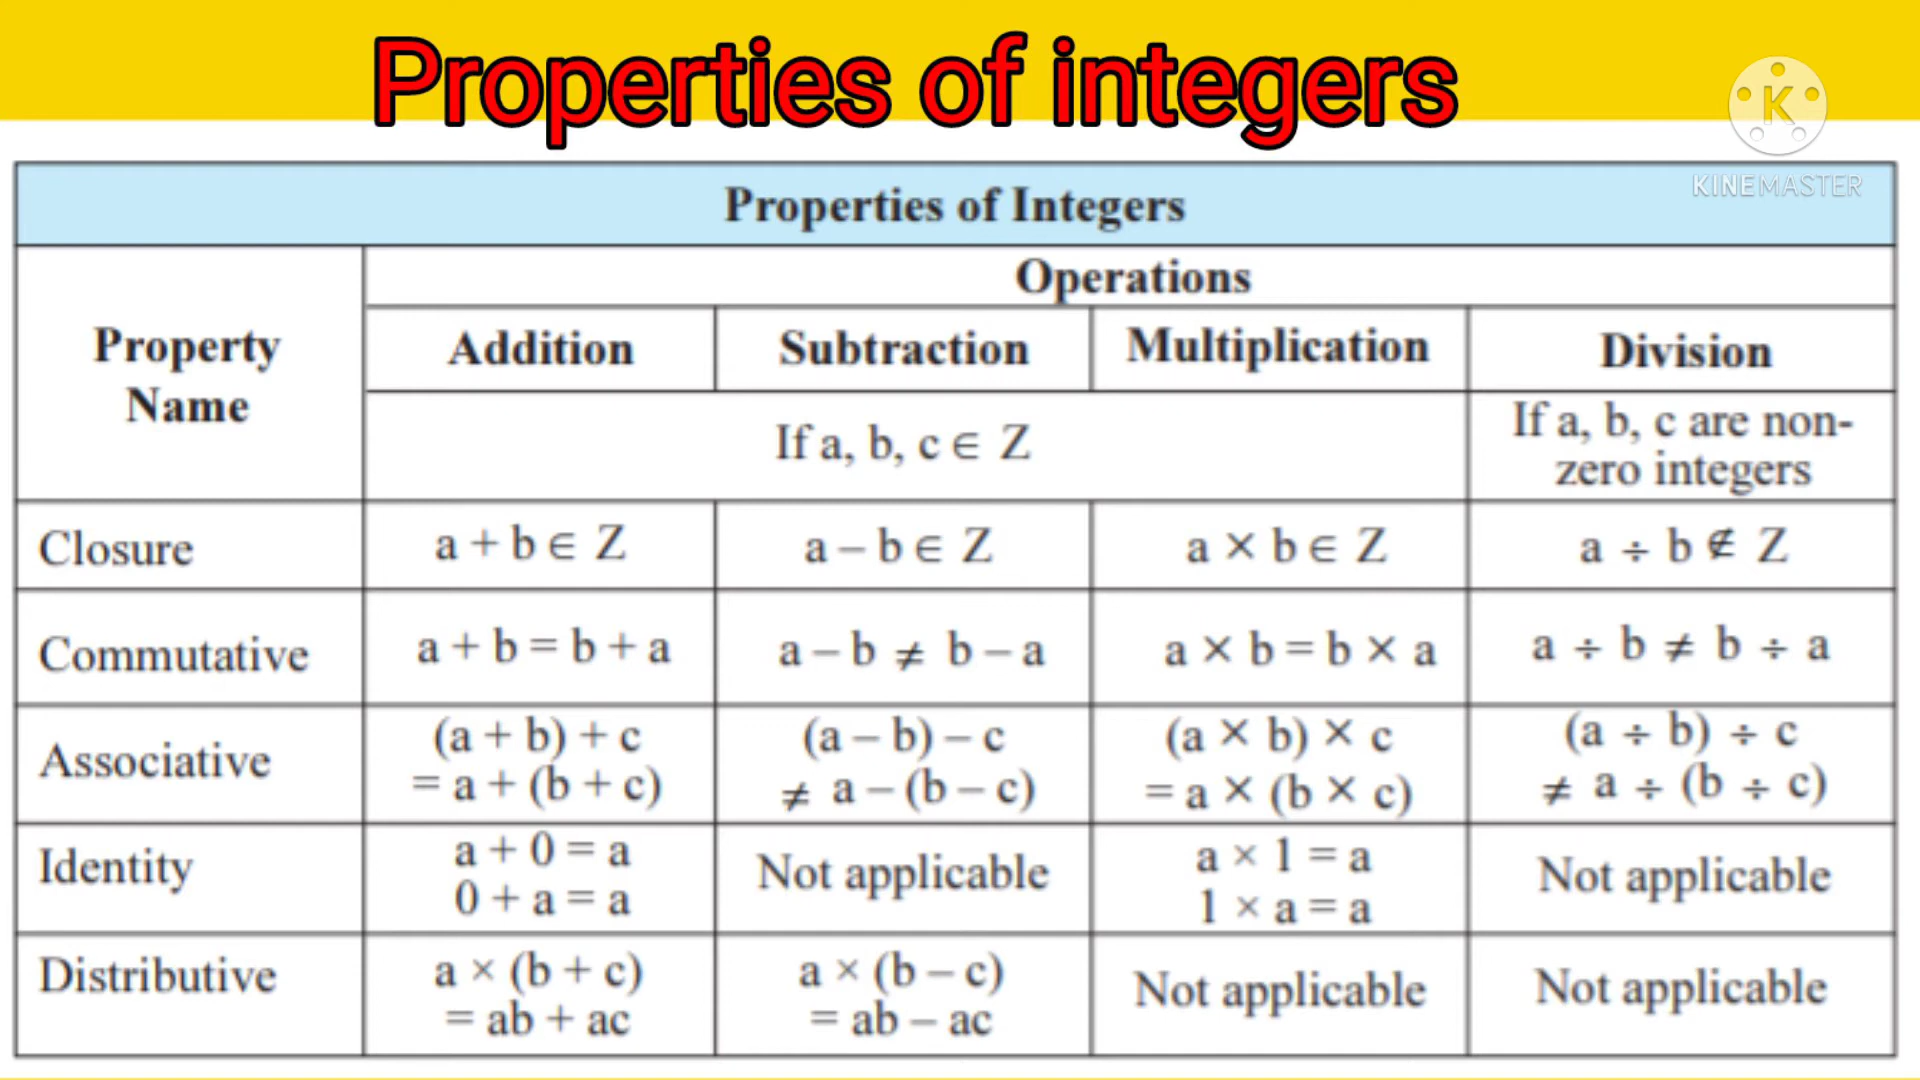 Properties of integers
K
KINEMASTER
Properties of Integers
Property
Name
Operations
Addition
Subtraction
Multiplication
Division
If a, b, c ∈ Z
If a, b, c are non-
zero integers
Closure
a + b ∈ Z
a – b ∈ Z
a × b ∈ Z
a ÷ b ∉ Z
Commutative
a + b = b + a
a – b ≠ b – a
a × b = b × a
a ÷ b ≠ b ÷ a
Associative
(a + b) + c
= a + (b + c)
(a – b) – c
≠ a – (b – c)
(a × b) × c
= a × (b × c)
(a ÷ b) ÷ c
≠ a ÷ (b ÷ c)
Identity
a + 0 = a
0 + a = a
Not applicable
a × 1 = a
1 × a = a
Not applicable
Distributive
a × (b + c)
= ab + ac
a × (b – c)
= ab – ac
Not applicable
Not applicable